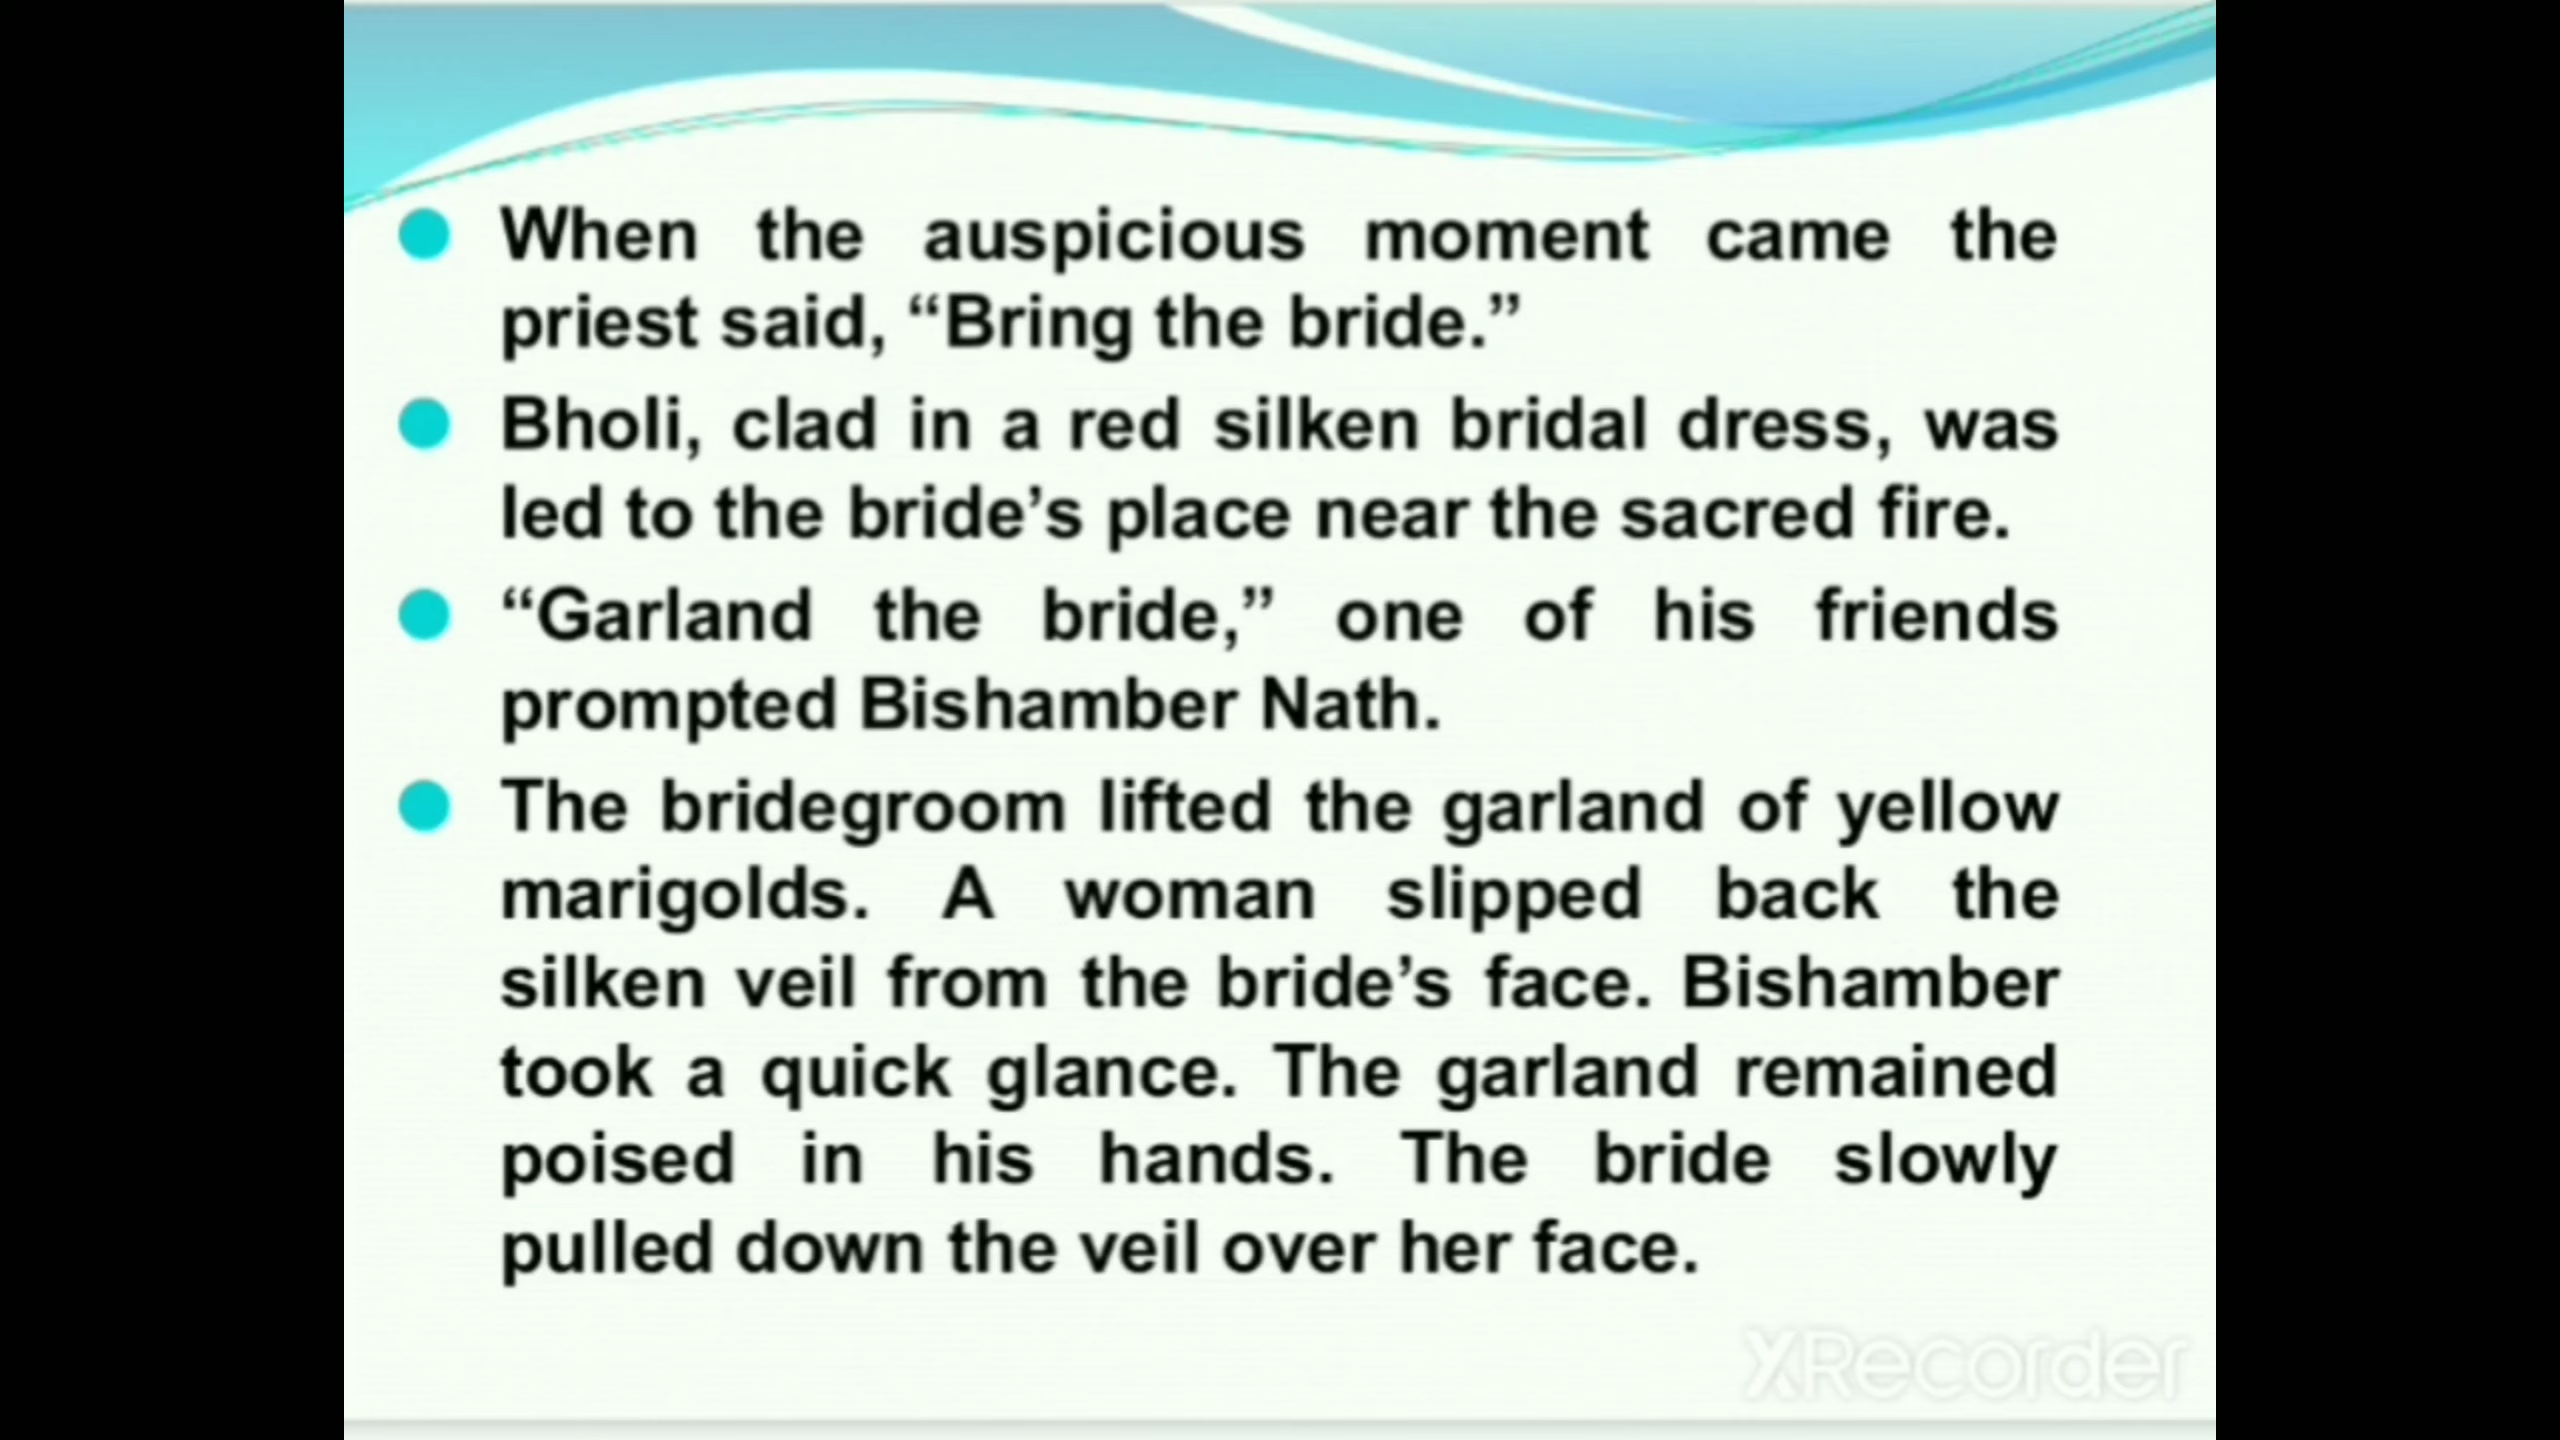 When the auspicious moment came the
priest said, “Bring the bride.”
Bholi, clad in a red silken bridal dress, was
led to the bride’s place near the sacred fire.
“Garland the bride,” one of his friends
prompted Bishamber Nath.
The bridegroom lifted the garland of yellow
marigolds. A woman slipped back the
silken veil from the bride’s face. Bishamber
took a quick glance. The garland remained
poised in his hands. The bride slowly
pulled down the veil over her face.
XRecorder